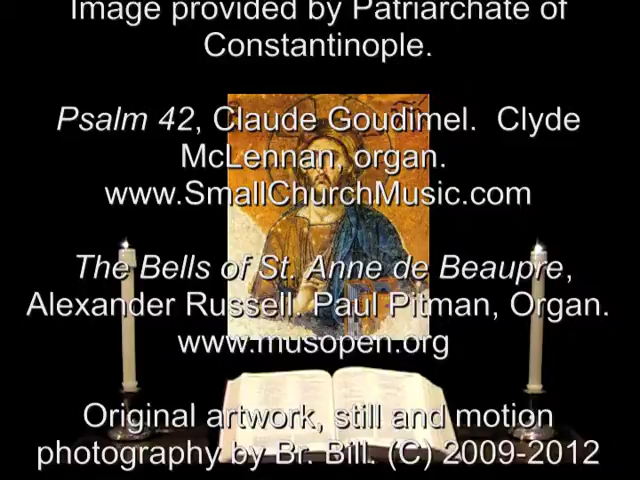 Image provided by Patriarchate of
Constantinople.
Psalm 42, Claude Goudimel. Clyde
McLennan, organ.
www.SmallChurchMusic.com
The Bells of St. Anne de Beaupre,
Alexander Russell. Paul Pitman, Organ.
www.musopen.org
Original artwork, still and motion
photography by Br. Bill. (C) 2009-2012